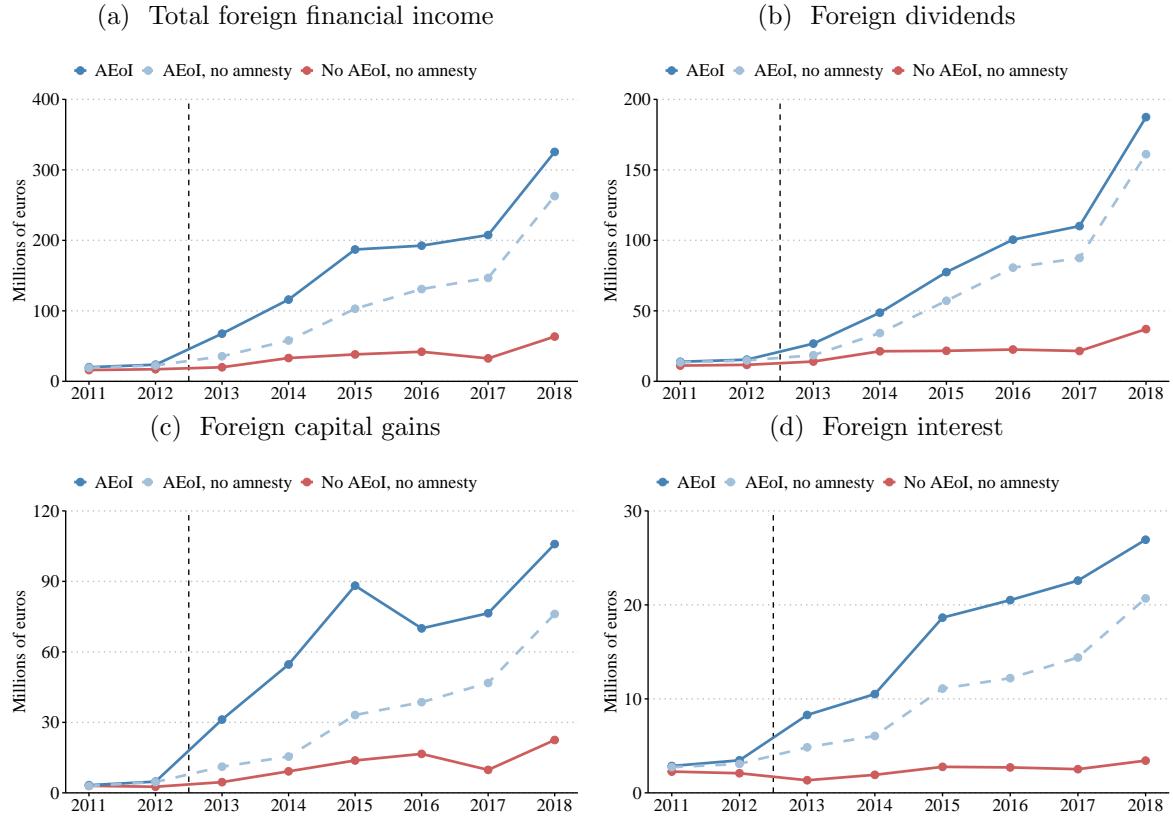 (a) Total foreign financial income
AEoI AEoI, no amnesty No AEoI, no amnesty
Millions of euros
400
300
200
100
0
2011 2012 2013 2014 2015 2016 2017 2018
(b) Foreign dividends
AEoI AEoI, no amnesty No AEoI, no amnesty
Millions of euros
200
150
100
50
0
2011 2012 2013 2014 2015 2016 2017 2018
(c) Foreign capital gains
AEoI AEoI, no amnesty No AEoI, no amnesty
Millions of euros
120
90
60
30
0
2011 2012 2013 2014 2015 2016 2017 2018
(d) Foreign interest
AEoI AEoI, no amnesty No AEoI, no amnesty
Millions of euros
30
20
10
0
2011 2012 2013 2014 2015 2016 2017 2018